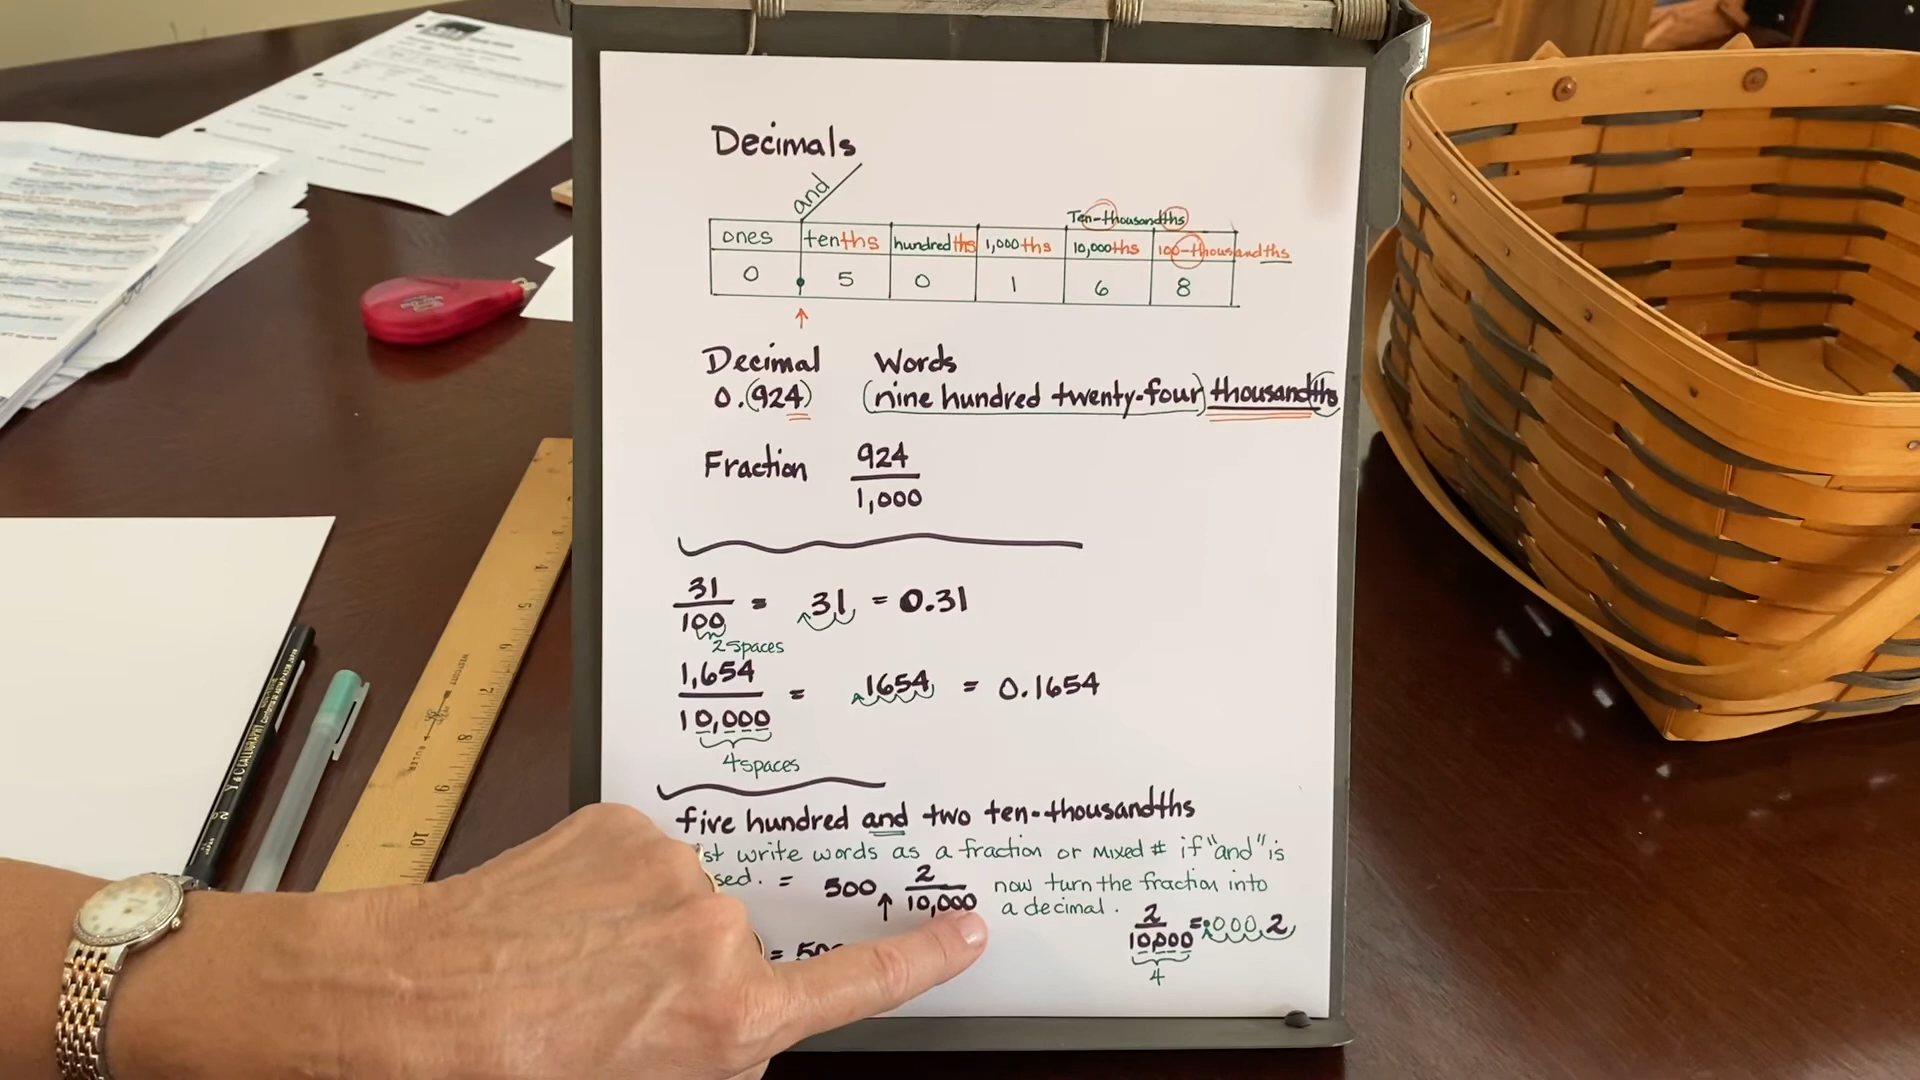 Decimals
and
Ten-thousandths
ones tenths hundredths 1,000ths 10,000ths 100-thousandths
0 . 5 0 1 6 8
↑
Decimal Words
0.(924) (nine hundred twenty-four) thousandths
Fraction 924/1,000
31/100 = .31 = 0.31
2 spaces
1,654/10,000 = .1654 = 0.1654
4 spaces
five hundred and two ten-thousandths
st write words as a fraction or mixed # if "and" is
sed. = 500 ↑ 2/10,000 now turn the fraction into
a decimal.
2/10,000 = .000 2
4
= 50